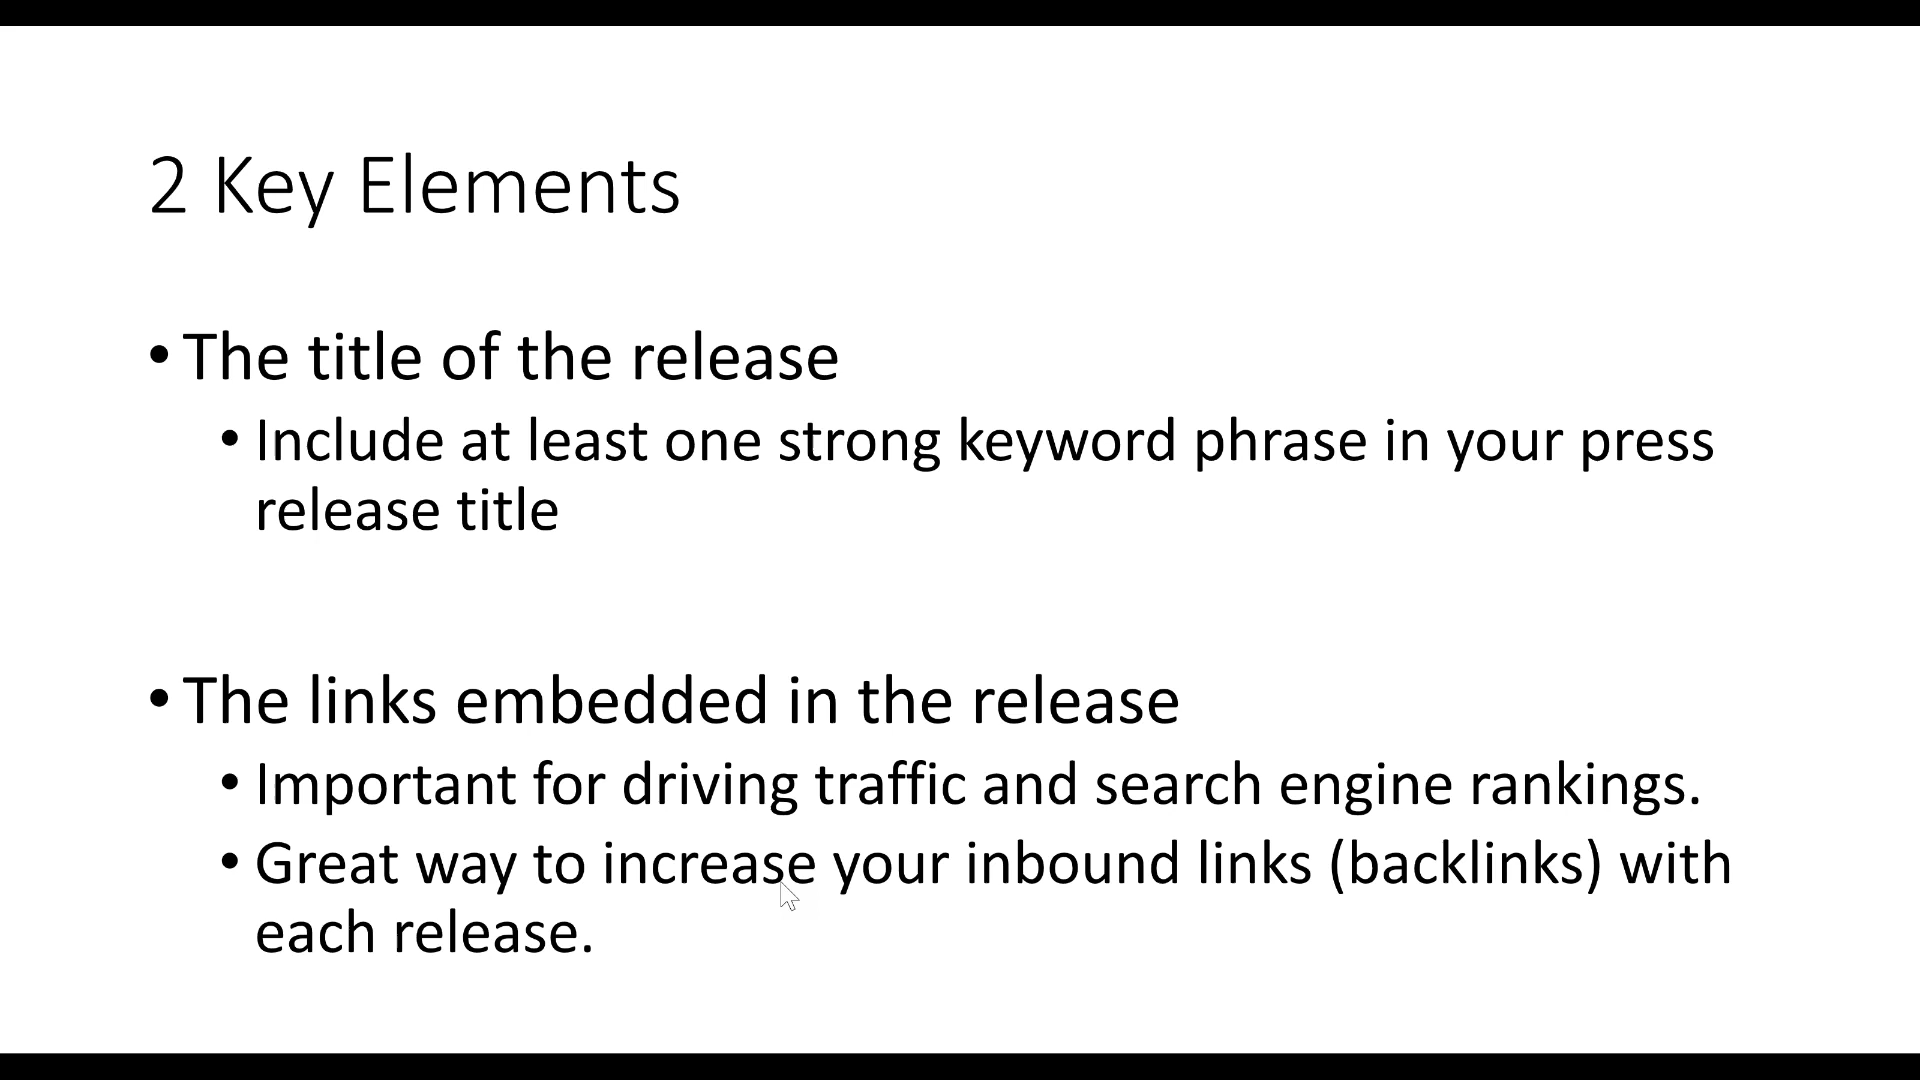 2 Key Elements
• The title of the release
• Include at least one strong keyword phrase in your press
release title
• The links embedded in the release
• Important for driving traffic and search engine rankings.
• Great way to increase your inbound links (backlinks) with
each release.